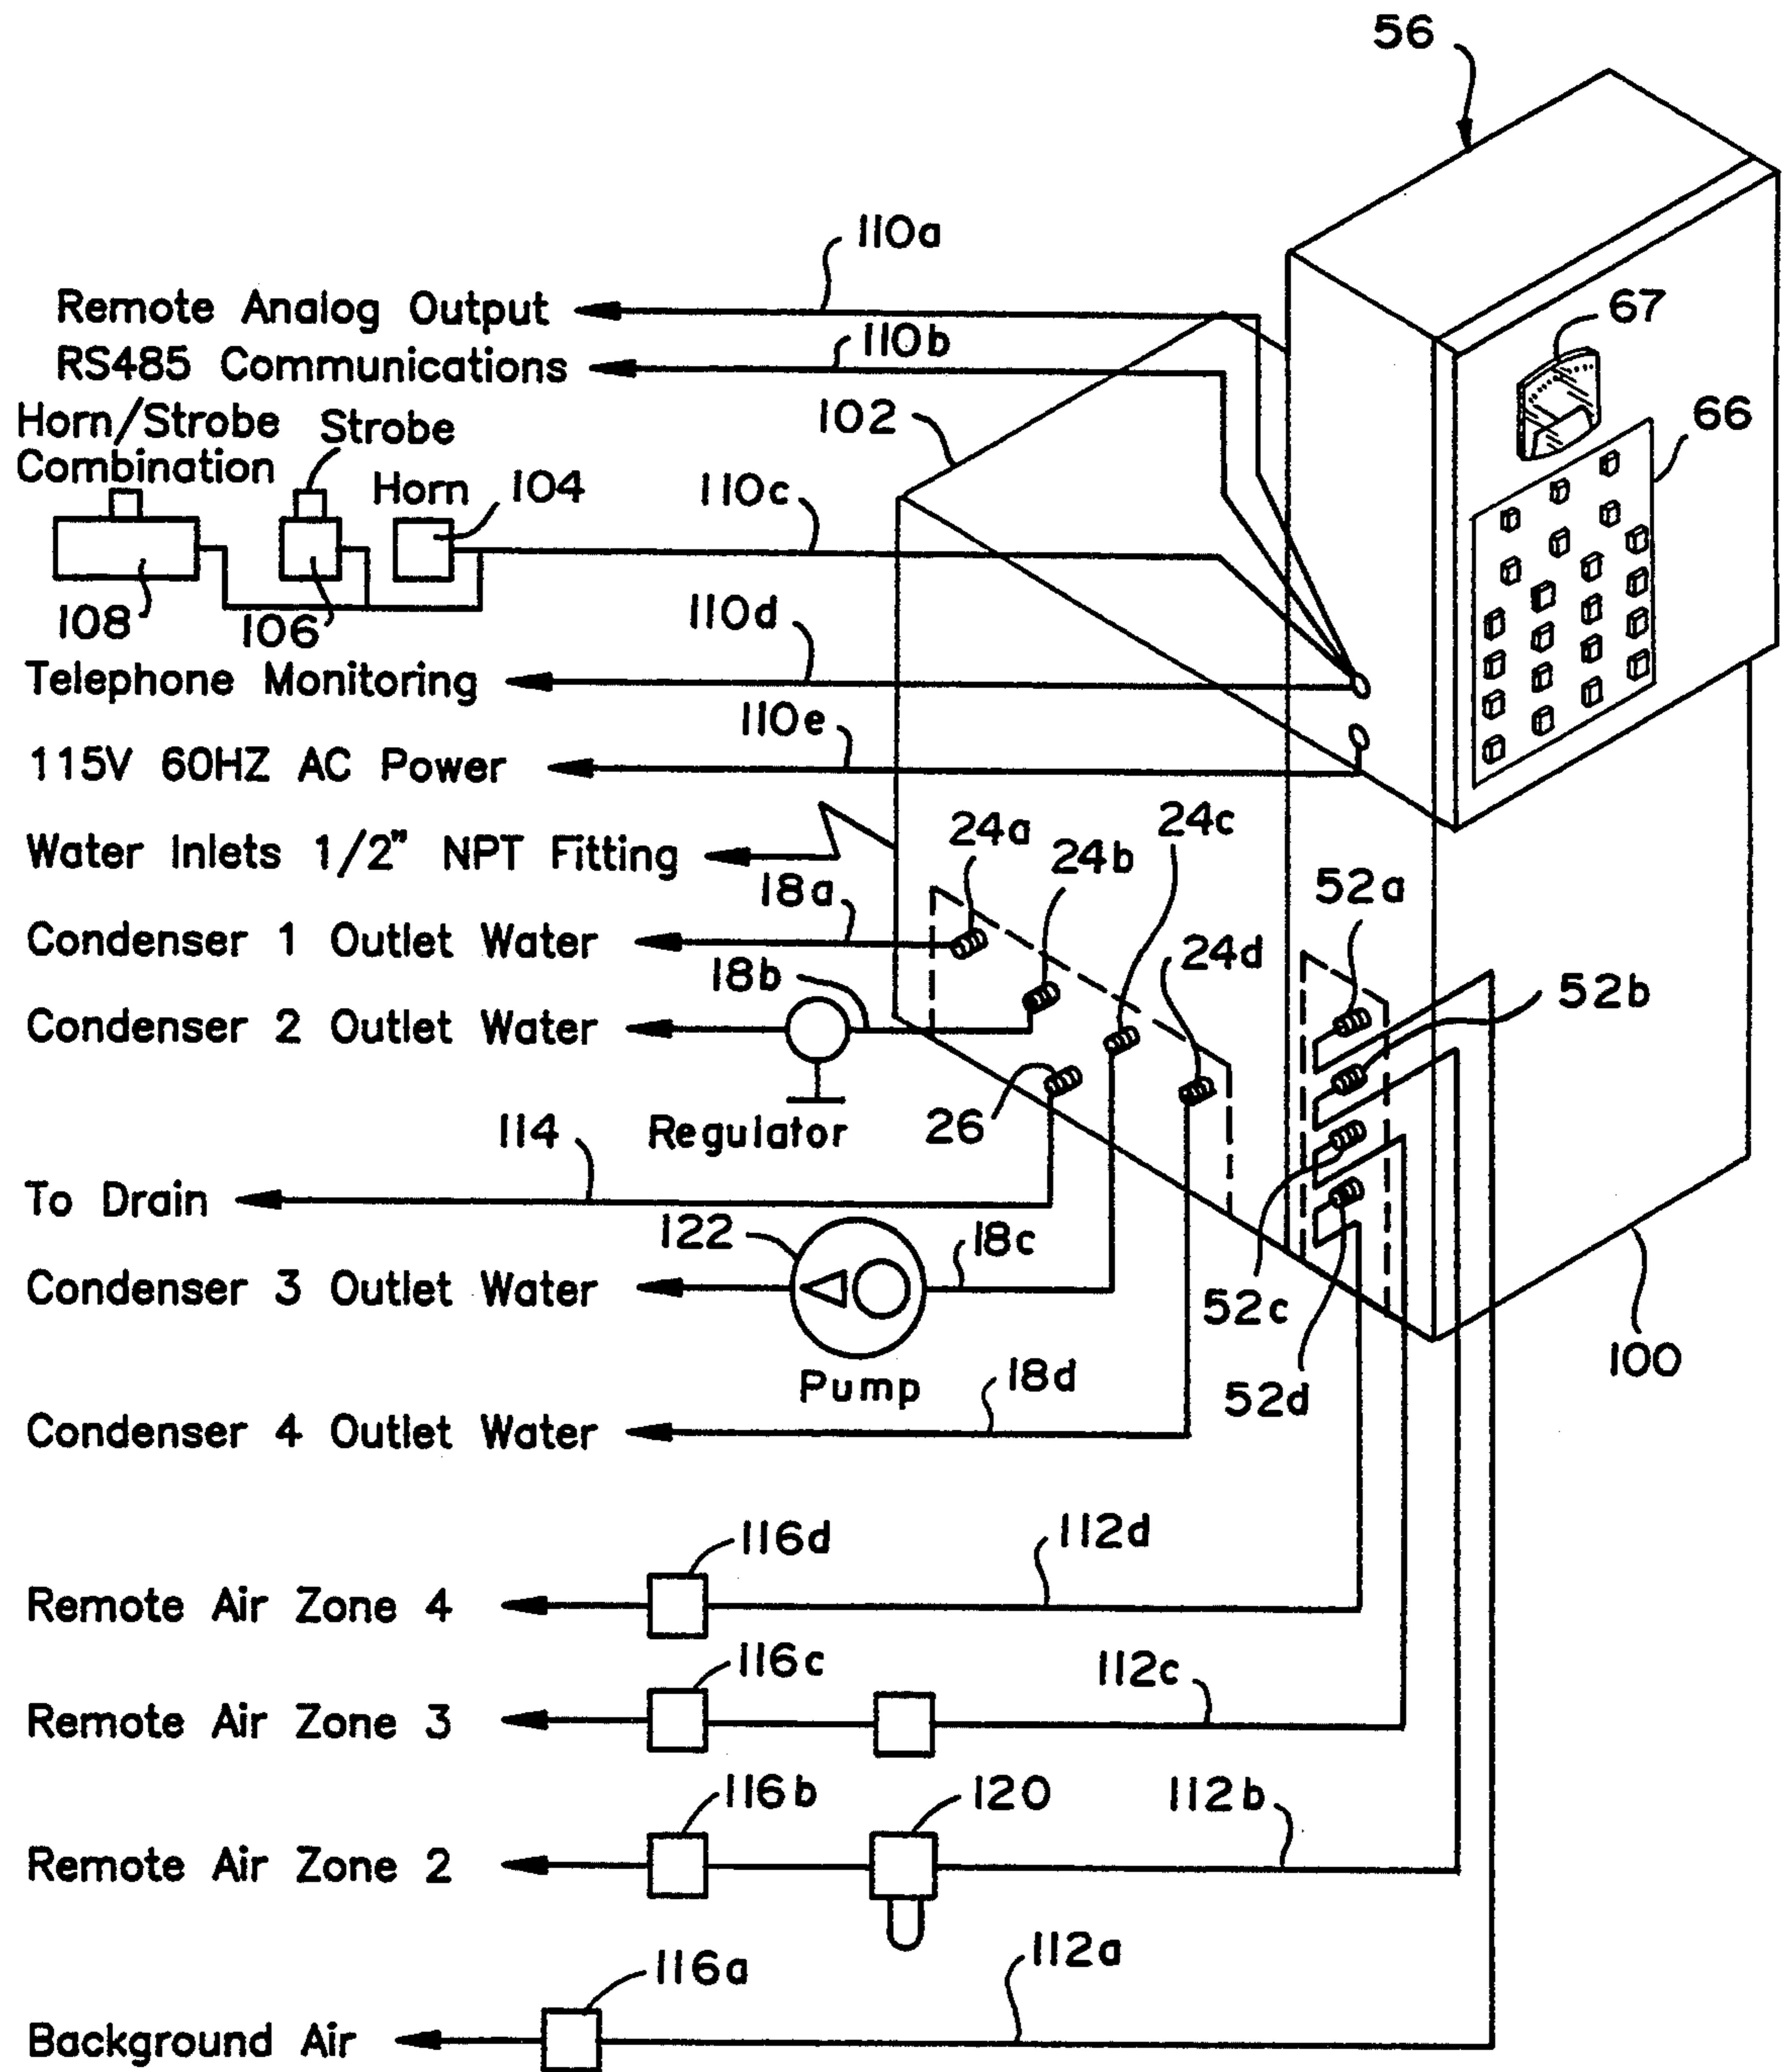 56
110a
Remote Analog Output
67
110b
RS485 Communications
102
66
Horn/Strobe Combination
Strobe
Horn
104
110c
108
106
110d
Telephone Monitoring
110e
115V 60HZ AC Power
24a
24c
Water Inlets 1/2" NPT Fitting
24b
18a
52a
Condenser 1 Outlet Water
24d
18b
52b
Condenser 2 Outlet Water
26
Regulator
114
To Drain
122
18c
Condenser 3 Outlet Water
52c
100
Pump
18d
52d
Condenser 4 Outlet Water
116d
112d
Remote Air Zone 4
116c
112c
Remote Air Zone 3
116b
120
112b
Remote Air Zone 2
116a
112a
Background Air